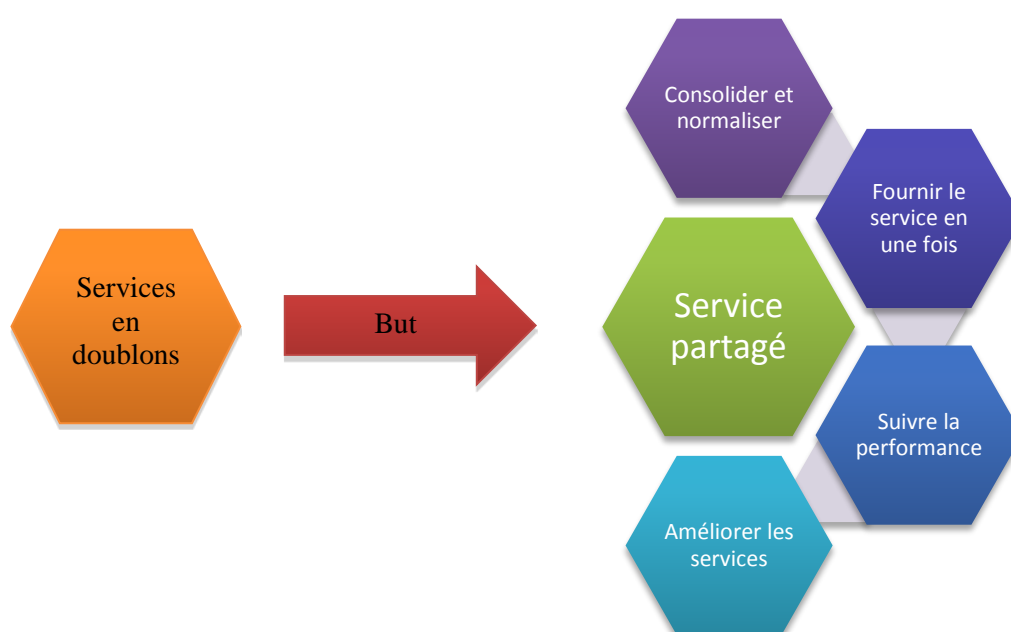 Services
en
doublons
But
Consolider et
normaliser
Fournir le
service en
une fois
Service
partagé
Suivre la
performance
Améliorer les
services